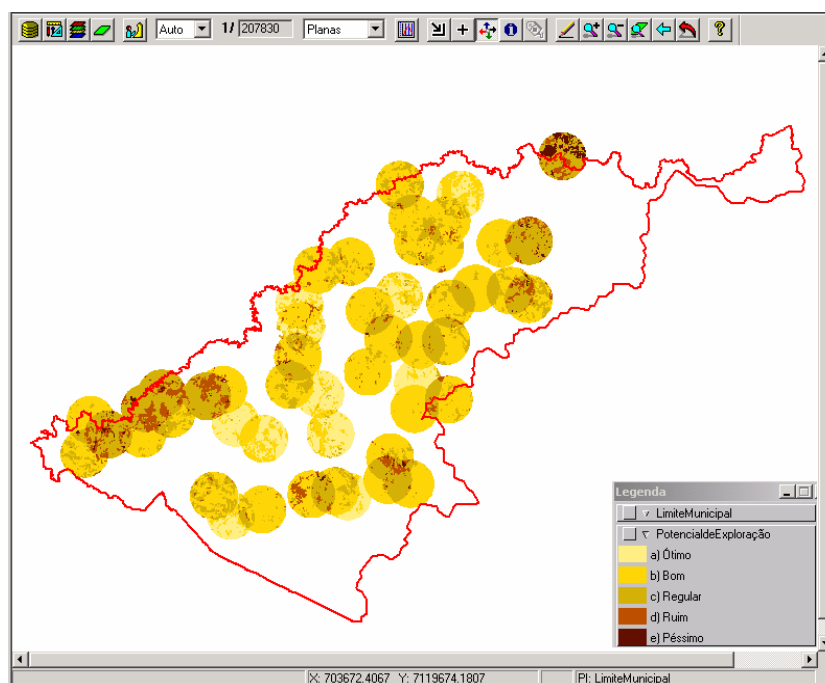 Auto 1/ 207830 Planas ?
Legenda
LimiteMunicipal
PotencialdeExploração
a) Ótimo
b) Bom
c) Regular
d) Ruim
e) Péssimo
X: 703672.4067 Y: 7119674.1807 PI: LimiteMunicipal